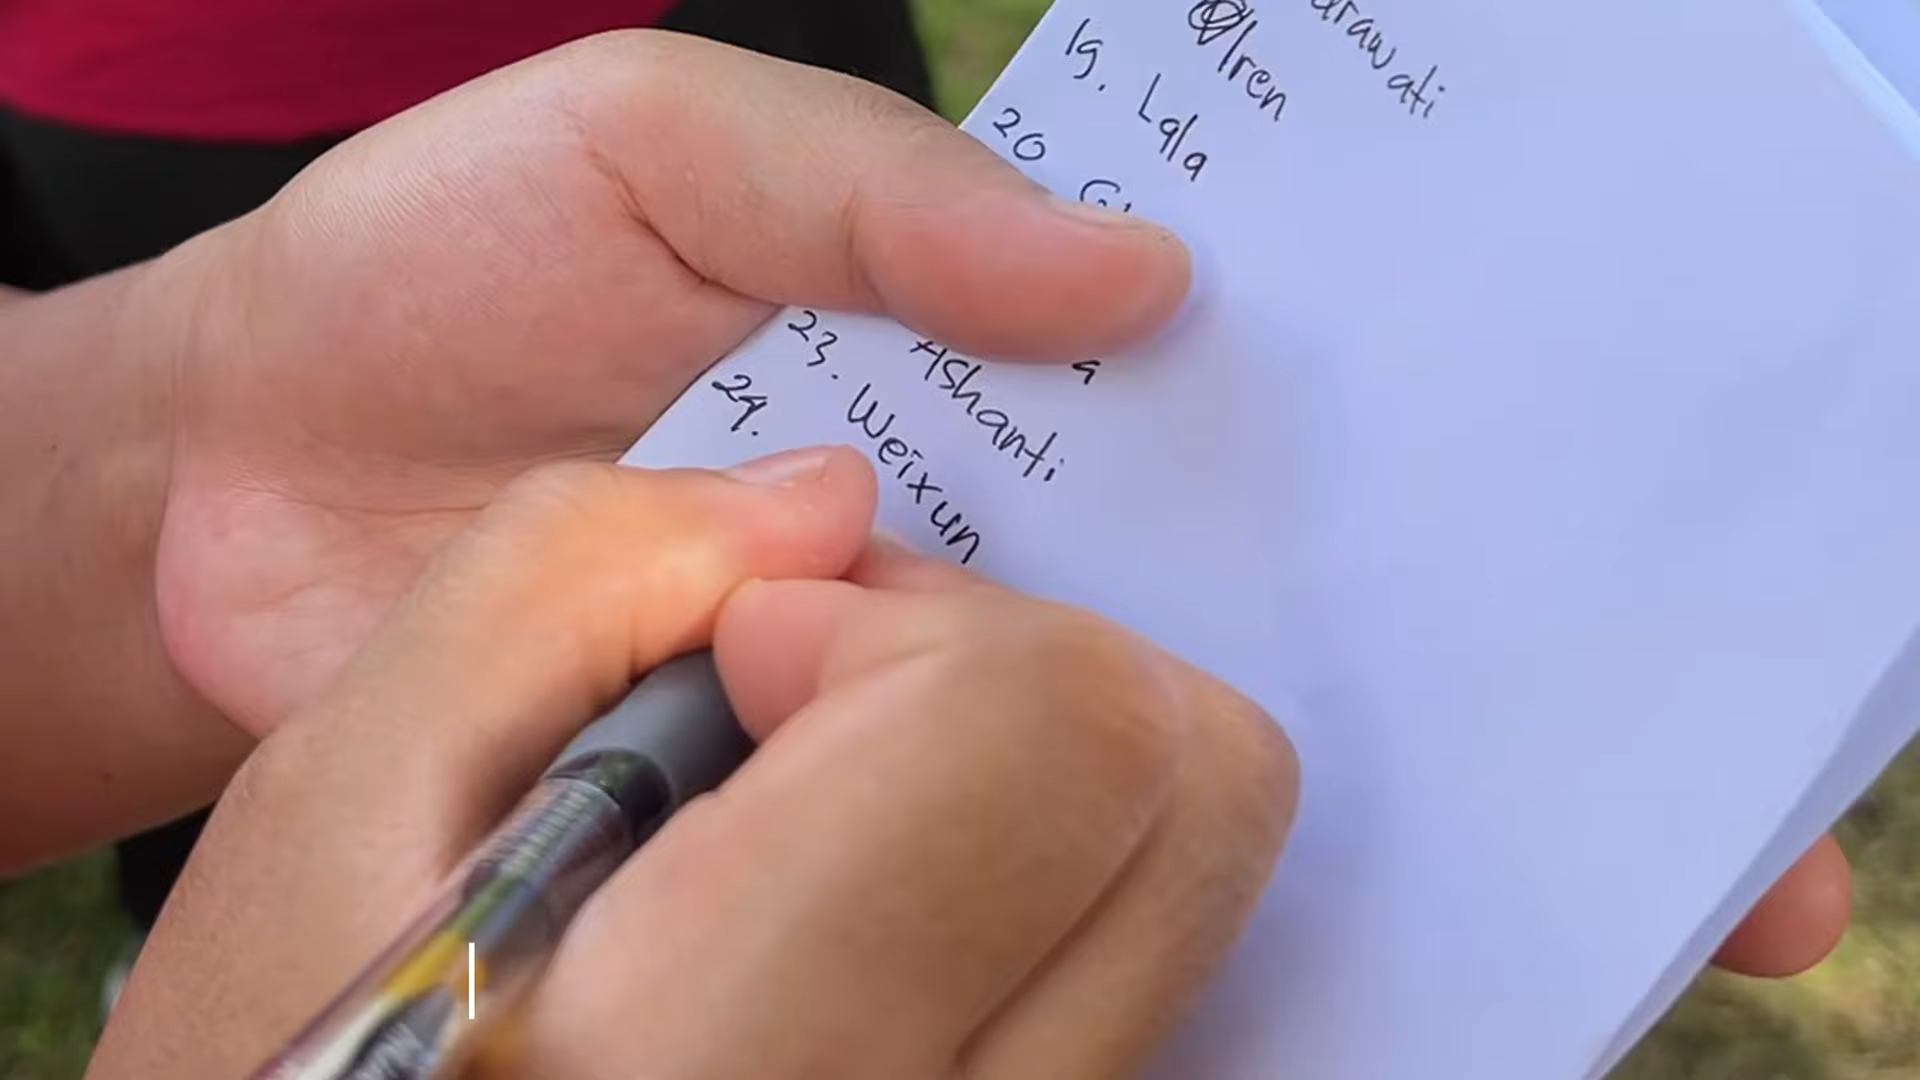 arawati
Iren
19. Lala
20
Ashanti
23. Weixun
24.